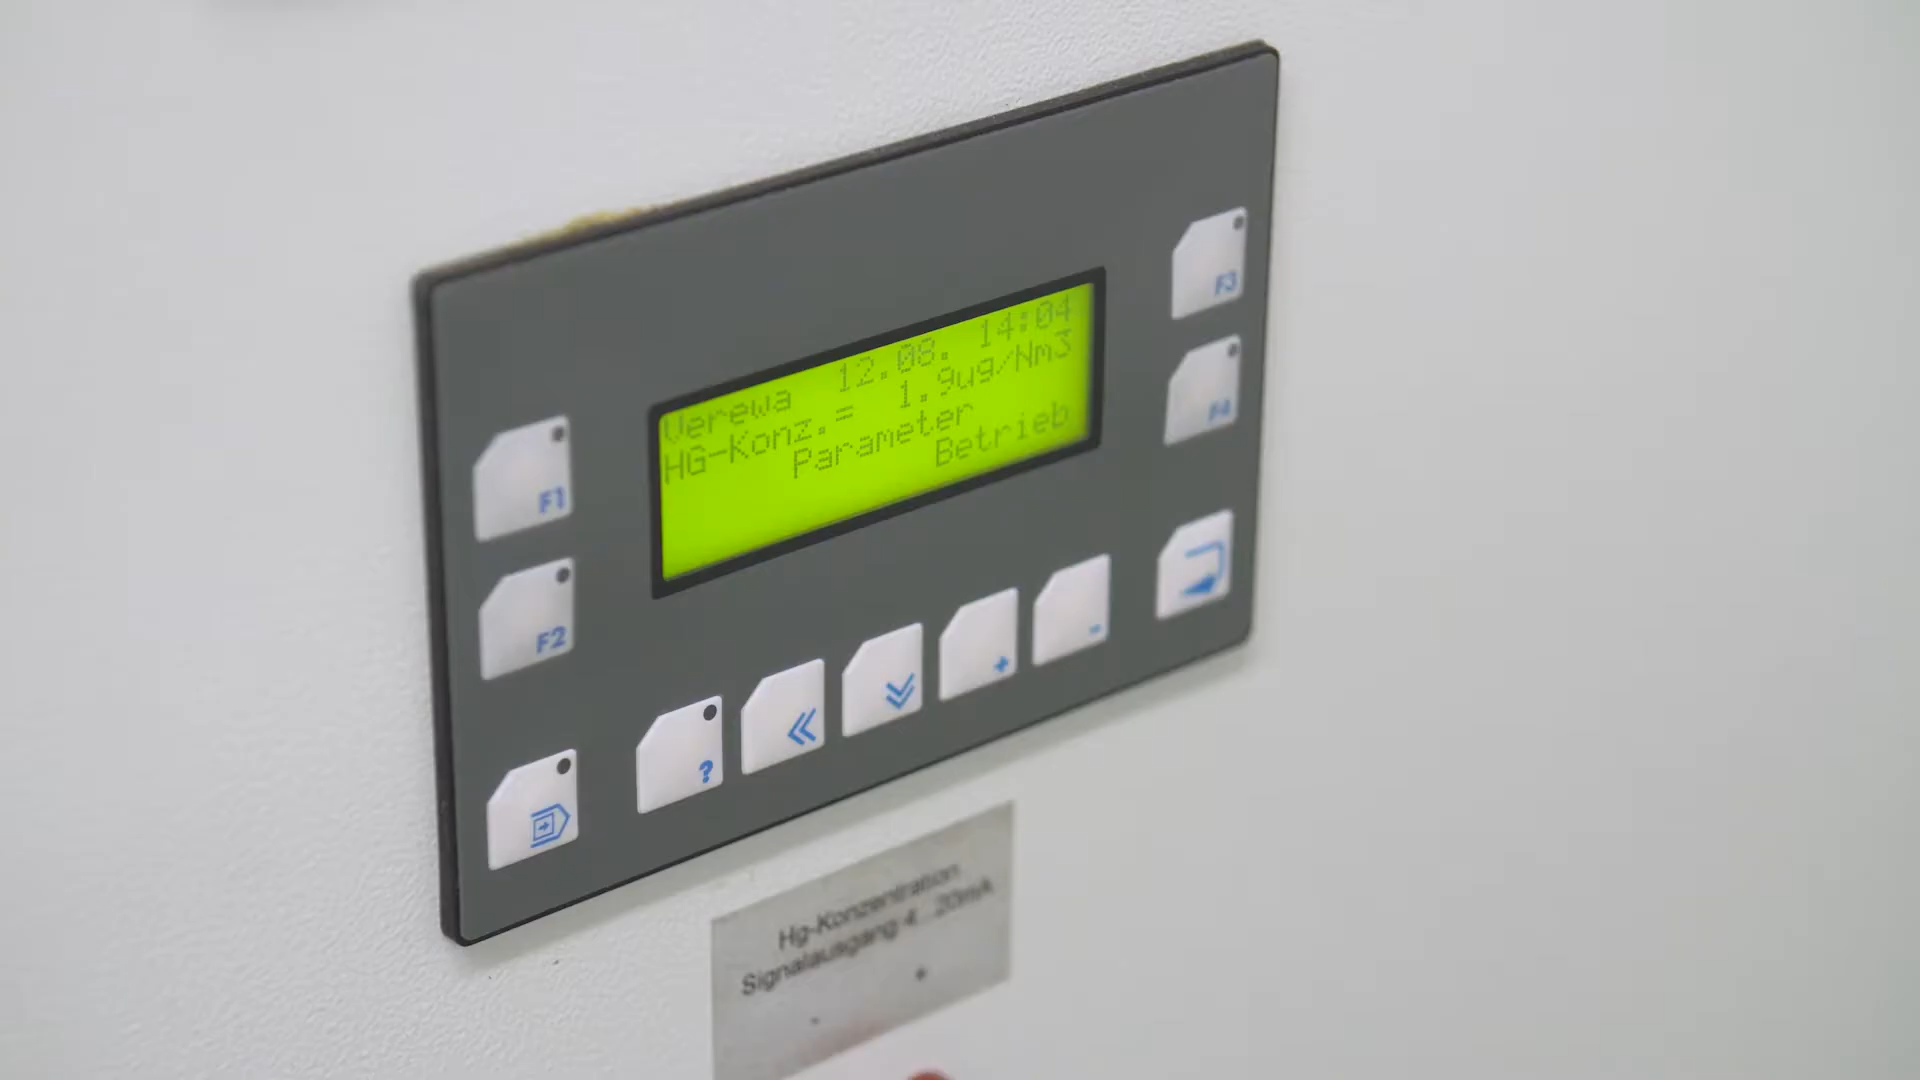 Verewa 12.08. 14:04
HG-Konz.= 1.9ug/Nm3
Parameter
Betrieb
F1
F2
F3
F4
?
+
-
Hg-Konzentration
Signalausgang 4...20mA
+
-